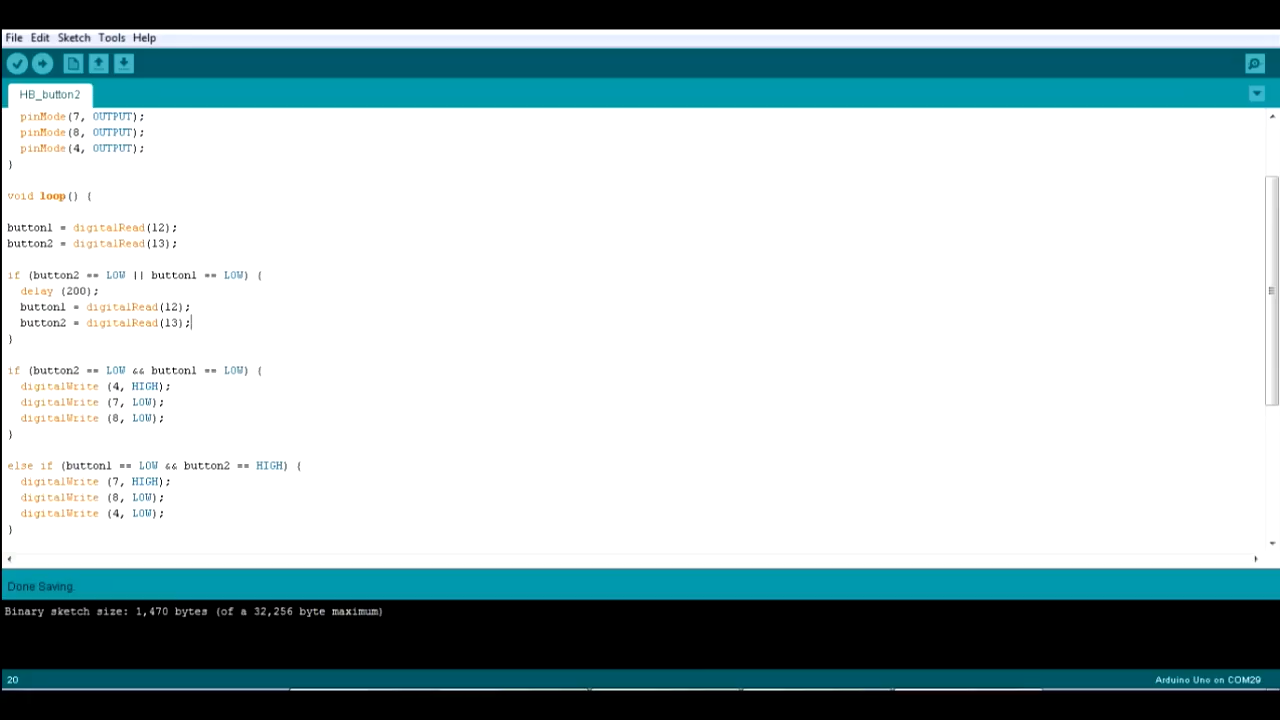 File Edit Sketch Tools Help
HB_button2
pinMode(7, OUTPUT);
pinMode(8, OUTPUT);
pinMode(4, OUTPUT);
}
void loop() {
button1 = digitalRead(12);
button2 = digitalRead(13);
if (button2 == LOW || button1 == LOW) {
delay (200);
button1 = digitalRead(12);
button2 = digitalRead(13);
}
if (button2 == LOW && button1 == LOW) {
digitalWrite (4, HIGH);
digitalWrite (7, LOW);
digitalWrite (8, LOW);
}
else if (button1 == LOW && button2 == HIGH) {
digitalWrite (7, HIGH);
digitalWrite (8, LOW);
digitalWrite (4, LOW);
}
Done Saving.
Binary sketch size: 1,470 bytes (of a 32,256 byte maximum)
20
Arduino Uno on COM29